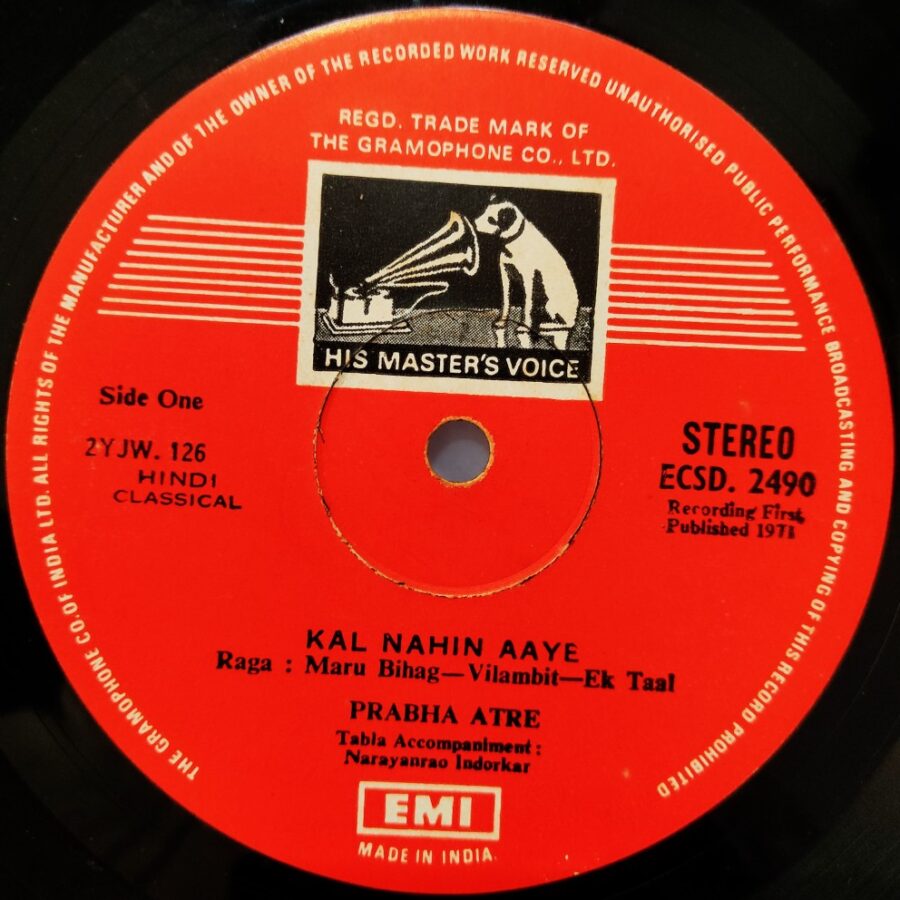 THE GRAMOPHONE CO. OF INDIA LTD. ALL RIGHTS OF THE MANUFACTURER AND OF THE OWNER OF THE RECORDED WORK RESERVED UNAUTHORISED PUBLIC PERFORMANCE BROADCASTING AND COPYING OF THIS RECORD PROHIBITED
REGD. TRADE MARK OF
THE GRAMOPHONE CO., LTD.
HIS MASTER'S VOICE
Side One
2YJW. 126
HINDI
CLASSICAL
STEREO
ECSD. 2490
Recording First
Published 1971
KAL NAHIN AAYE
Raga : Maru Bihag—Vilambit—Ek Taal
PRABHA ATRE
Tabla Accompaniment :
Narayanrao Indorkar
EMI
MADE IN INDIA